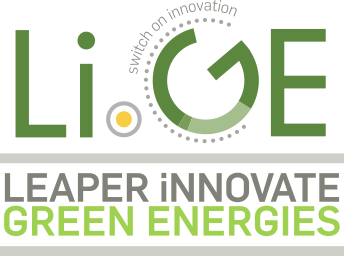 switch on innovation
Li.GE
LEAPER iNNOVATE
GREEN ENERGIES